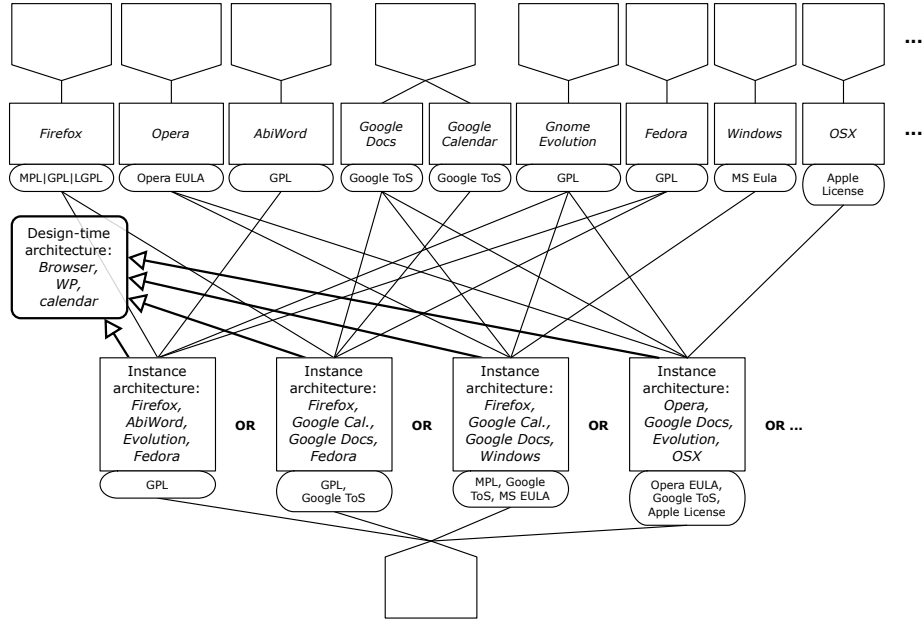 ...
Firefox
Opera
AbiWord
Google
Docs
Google
Calendar
Gnome
Evolution
Fedora
Windows
OSX
...
MPL|GPL|LGPL
Opera EULA
GPL
Google ToS
Google ToS
GPL
GPL
MS Eula
Apple
License
Design-time
architecture:
Browser,
WP,
calendar
Instance
architecture:
Firefox,
AbiWord,
Evolution,
Fedora
GPL
OR
Instance
architecture:
Firefox,
Google Cal.,
Google Docs,
Fedora
GPL,
Google ToS
OR
Instance
architecture:
Firefox,
Google Cal.,
Google Docs,
Windows
MPL, Google
ToS, MS EULA
OR
Instance
architecture:
Opera,
Google Docs,
Evolution,
OSX
Opera EULA,
Google ToS,
Apple License
OR ...